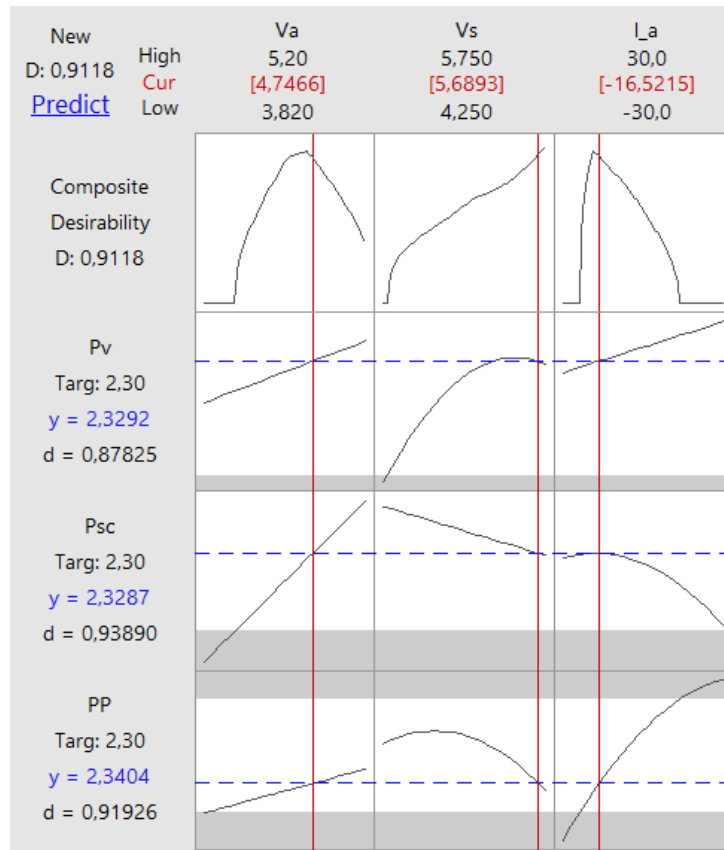 New
D: 0,9118
Predict
High
Cur
Low
Va
5,20
[4,7466]
3,820
Vs
5,750
[5,6893]
4,250
I_a
30,0
[-16,5215]
-30,0
Composite
Desirability
D: 0,9118
Pv
Targ: 2,30
y = 2,3292
d = 0,87825
Psc
Targ: 2,30
y = 2,3287
d = 0,93890
PP
Targ: 2,30
y = 2,3404
d = 0,91926